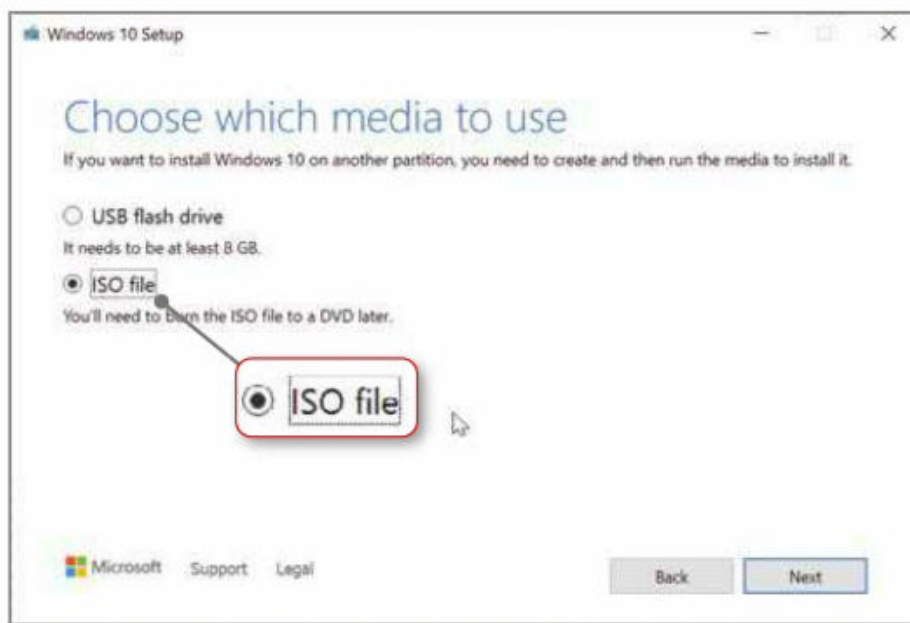 Windows 10 Setup
Choose which media to use
If you want to install Windows 10 on another partition, you need to create and then run the media to install it.
USB flash drive
It needs to be at least 8 GB.
ISO file
You'll need to burn the ISO file to a DVD later.
ISO file
Microsoft Support Legal Back Next